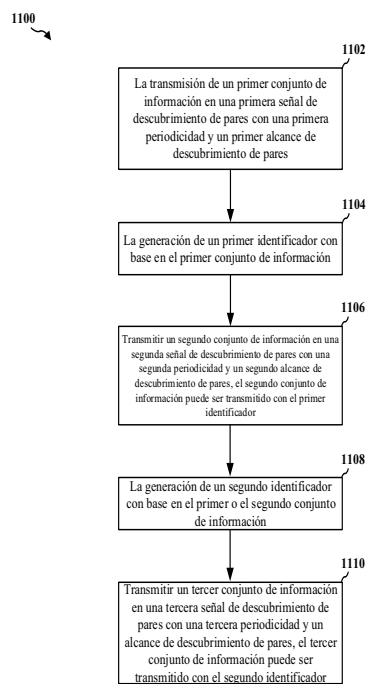 1100
1102
La transmisión de un primer conjunto de
información en una primera señal de
descubrimiento de pares con una primera
periodicidad y un primer alcance de
descubrimiento de pares
1104
La generación de un primer identificador con
base en el primer conjunto de información
1106
Transmitir un segundo conjunto de información en una
segunda señal de descubrimiento de pares con una
segunda periodicidad y un segundo alcance de
descubrimiento de pares, el segundo conjunto de
información puede ser transmitido con el primer
identificador
1108
La generación de un segundo identificador
con base en el primer o el segundo conjunto
de información
1110
Transmitir un tercer conjunto de información
en una tercera señal de descubrimiento de
pares con una tercera periodicidad y un
alcance de descubrimiento de pares, el tercer
conjunto de información puede ser
transmitido con el segundo identificador